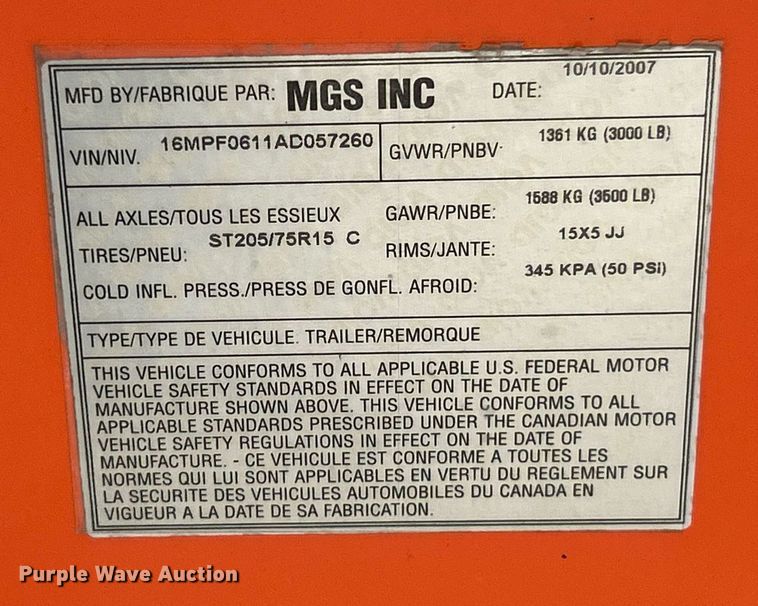 MFD BY/FABRIQUE PAR: MGS INC DATE: 10/10/2007
VIN/NIV. 16MPF0611AD057260 GVWR/PNBV 1361 KG (3000 LB)
ALL AXLES/TOUS LES ESSIEUX GAWR/PNBE: 1588 KG (3500 LB)
TIRES/PNEU: ST205/75R15 C RIMS/JANTE: 15X5 JJ
COLD INFL. PRESS./PRESS DE GONFL. AFROID: 345 KPA (50 PSI)
TYPE/TYPE DE VEHICULE. TRAILER/REMORQUE
THIS VEHICLE CONFORMS TO ALL APPLICABLE U.S. FEDERAL MOTOR
VEHICLE SAFETY STANDARDS IN EFFECT ON THE DATE OF
MANUFACTURE SHOWN ABOVE. THIS VEHICLE CONFORMS TO ALL
APPLICABLE STANDARDS PRESCRIBED UNDER THE CANADIAN MOTOR
VEHICLE SAFETY REGULATIONS IN EFFECT ON THE DATE OF
MANUFACTURE. - CE VEHICULE EST CONFORME A TOUTES LES
NORMES QUI LUI SONT APPLICABLES EN VERTU DU REGLEMENT SUR
LA SECURITE DES VEHICULES AUTOMOBILES DU CANADA EN
VIGUEUR A LA DATE DE SA FABRICATION.
Purple Wave Auction